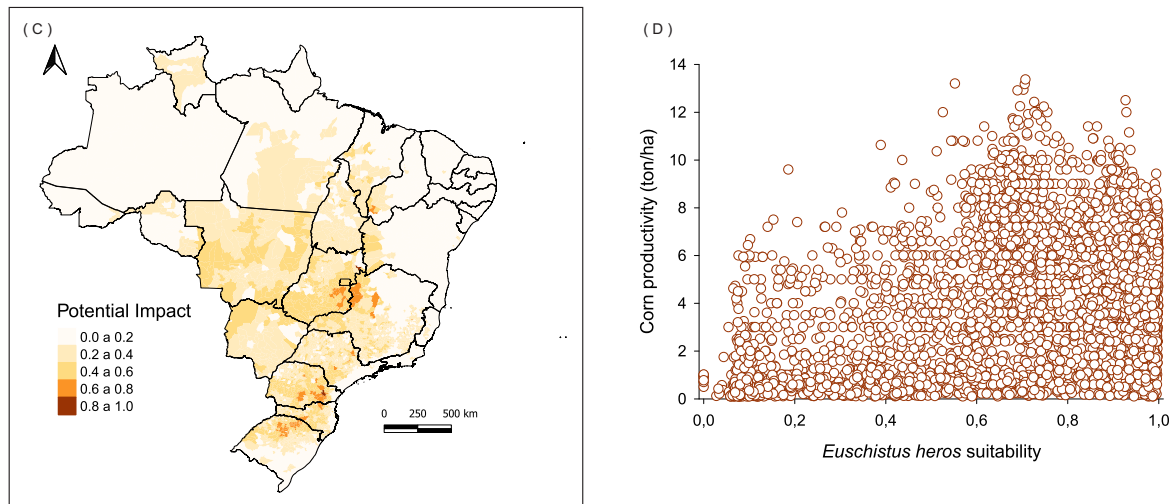 ( C )
Potential Impact
0.0 a 0.2
0.2 a 0.4
0.4 a 0.6
0.6 a 0.8
0.8 a 1.0
0 250 500 km
( D )
Corn productivity (ton/ha)
14
12
10
8
6
4
2
0
0,0 0,2 0,4 0,6 0,8 1,0
Euschistus heros suitability